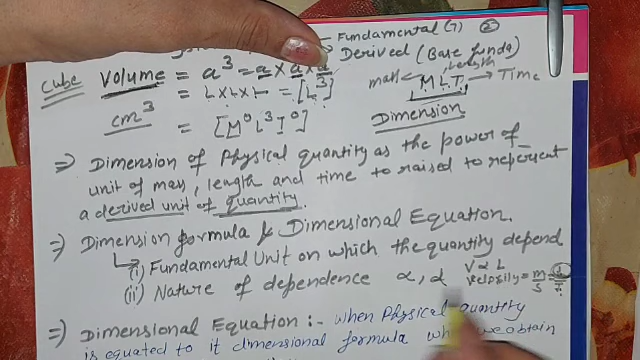 Fundamental (7) ②
Derived (Base funda)
Cube Volume = a³ = a × a × a
mass ← M L T → Time
Length
= L × L × L = [L³]
Dimension
cm³ = [M⁰L³T⁰]
⇒ Dimension of Physical quantity as the power of
unit of mass, length and time to raised to represent
a derived unit of quantity.
⇒ Dimension formula & Dimensional Equation.
(i) Fundamental Unit on which the quantity depend
(ii) Nature of dependence α, α
V ∝ L
velocity = m/s = L/T
⇒ Dimensional Equation :- When Physical quantity
is equated to it dimensional formula we obtain